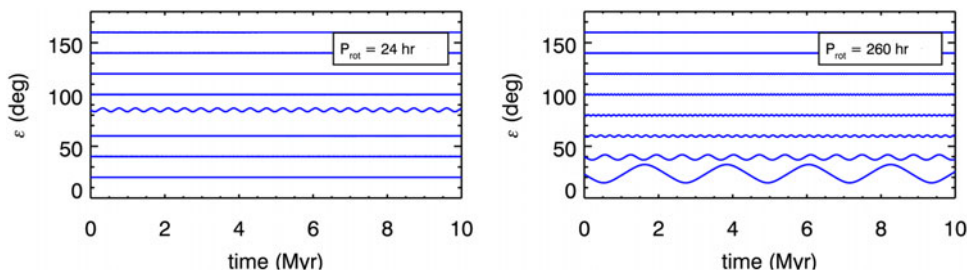 150
100
50
0
ε (deg)
P_rot = 24 hr
0 2 4 6 8 10
time (Myr)
150
100
50
0
ε (deg)
P_rot = 260 hr
0 2 4 6 8 10
time (Myr)